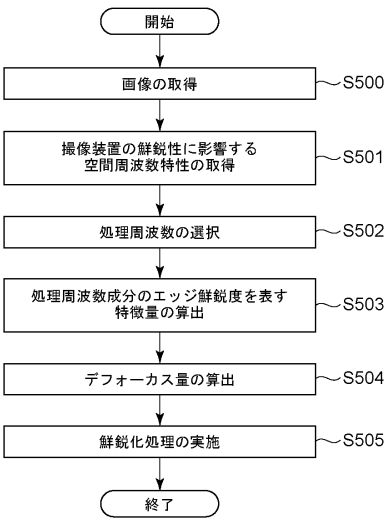 開始
画像の取得
S500
撮像装置の鮮鋭性に影響する
空間周波数特性の取得
S501
処理周波数の選択
S502
処理周波数成分のエッジ鮮鋭度を表す
特徴量の算出
S503
デフォーカス量の算出
S504
鮮鋭化処理の実施
S505
終了